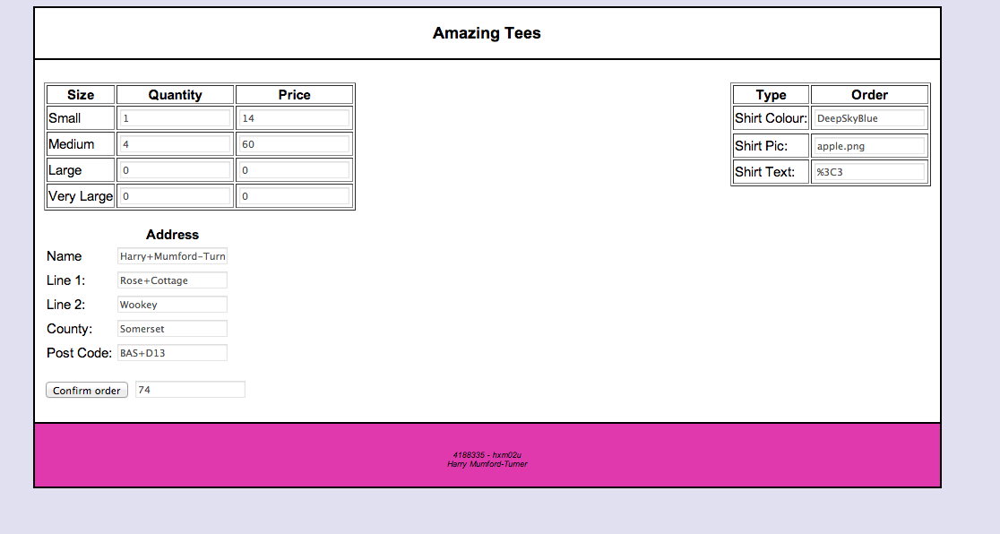 Amazing Tees
Size Quantity Price
Small 1 14
Medium 4 60
Large 0 0
Very Large 0 0
Type Order
Shirt Colour: DeepSkyBlue
Shirt Pic: apple.png
Shirt Text: %3C3
Address
Name Harry+Mumford-Turn
Line 1: Rose+Cottage
Line 2: Wookey
County: Somerset
Post Code: BAS+D13
Confirm order 74
4188335 - hxm02u
Harry Mumford-Turner